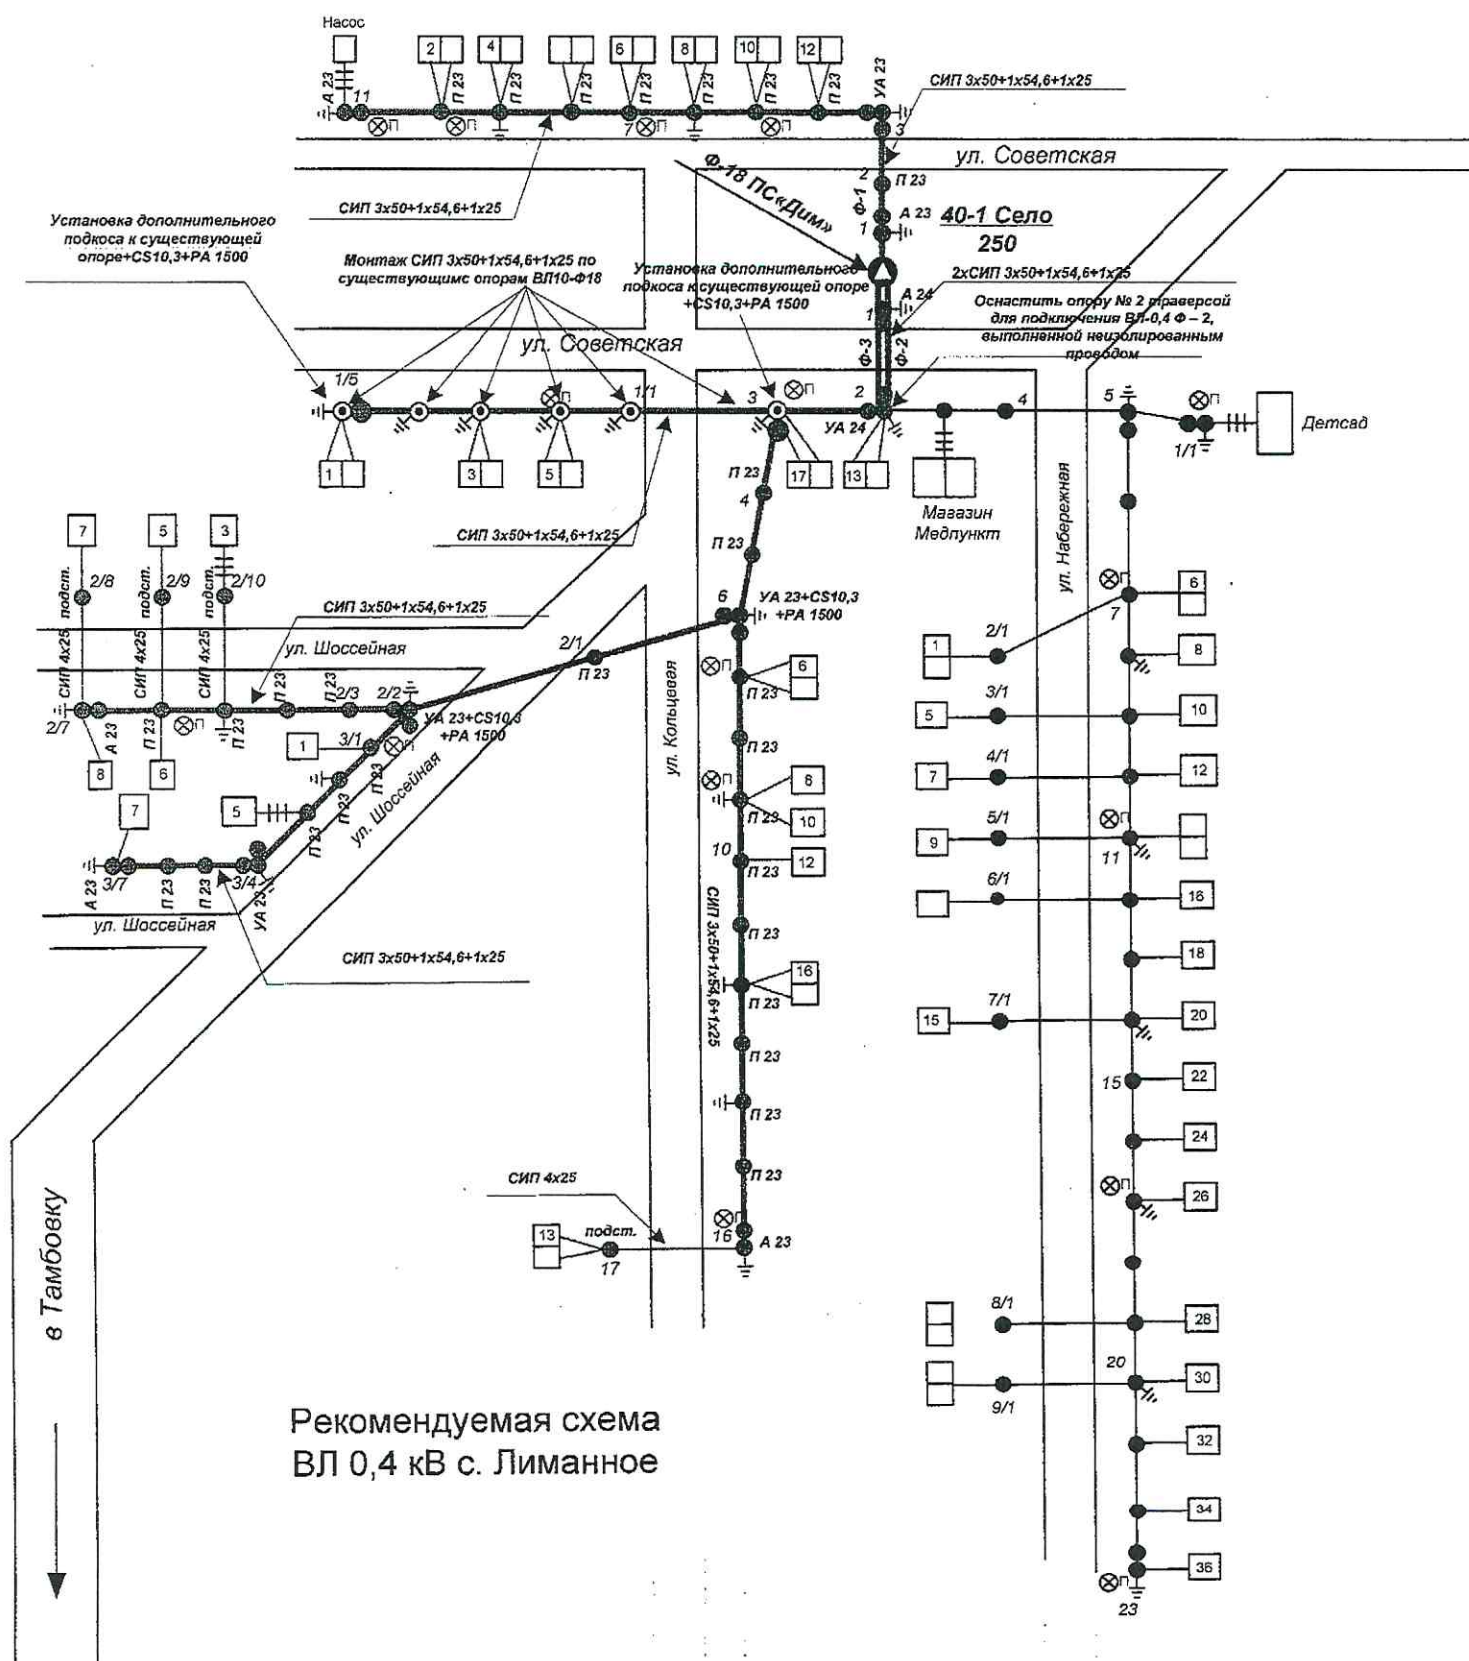 Насос
2
4
6
8
10
12
А 23
11
П 23
П 23
П 23
П 23
П 23
П 23
П 23
УА 23
СИП 3х50+1х54,6+1х25
П
П
7
П
П
3
ул. Советская
Ф-18 ПС«Дим»
2
П 23
Ф-1
СИП 3х50+1х54,6+1х25
А 23
1
40-1 Село
250
Установка дополнительного
подкоса к существующей
опоре+CS10,3+РА 1500
Монтаж СИП 3х50+1х54,6+1х25 по
существующимс опорам ВЛ10-Ф18
Установка дополнительного
подкоса к существующей опоре
+CS10,3+РА 1500
2хСИП 3х50+1х54,6+1х25
А 24
1
Оснастить опору № 2 траверсой
для подключения ВЛ-0,4 Ф – 2,
выполненной неизолированным
проводом
Ф-3
Ф-2
ул. Советская
1/5
П
1/1
3
П
2
УА 24
4
5
П
1/1
Детсад
1
3
5
17
13
Магазин
Медпункт
ул. Набережная
П 23
4
СИП 3х50+1х54,6+1х25
П 23
7
5
3
подст.
2/8
подст.
2/9
подст.
2/10
СИП 3х50+1х54,6+1х25
6
УА 23+CS10,3
+РА 1500
П
6
7
ул. Шоссейная
2/1
П 23
2/1
1
8
СИП 4х25
СИП 4х25
СИП 4х25
П 23
П 23
2/3
2/2
П
6
П 23
ул. Кольцевая
2/7
А 23
П 23
П
П 23
УА 23+CS10,3
+РА 1500
3/1
5
10
8
6
1
3/1
П
П 23
ул. Шоссейная
П 23
4/1
7
12
П
8
П 23
10
5
П 23
П 23
5/1
9
П
11
7
10
12
П 23
А 23
3/7
П 23
П 23
3/4
УА 23
6/1
16
ул. Шоссейная
СИП 3х50+1х54,6+1х25
П 23
СИП 3х50+1х54,6+1х25
18
16
П 23
7/1
15
20
П 23
15
22
П 23
24
П 23
СИП 4х25
П
26
в Тамбовку
13
подст.
17
П
16
А 23
8/1
28
20
30
9/1
Рекомендуемая схема
ВЛ 0,4 кВ с. Лиманное
32
34
36
П
23